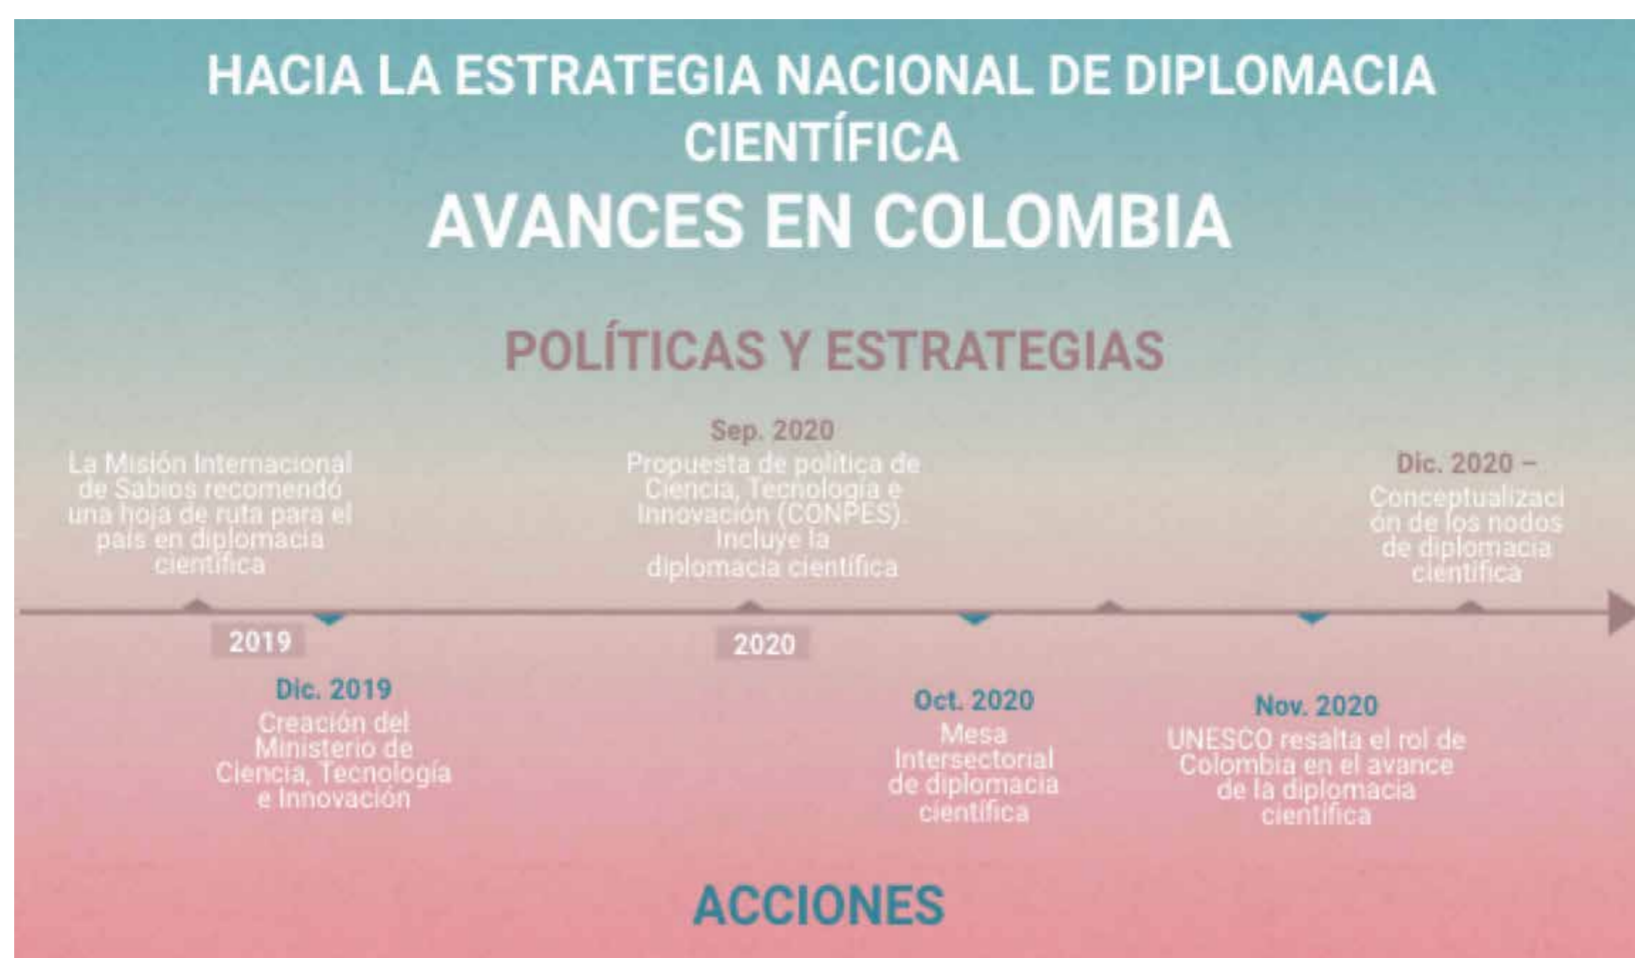 HACIA LA ESTRATEGIA NACIONAL DE DIPLOMACIA
CIENTÍFICA
AVANCES EN COLOMBIA
POLÍTICAS Y ESTRATEGIAS
La Misión Internacional
de Sabios recomendó
una hoja de ruta para el
país en diplomacia
científica
Sep. 2020
Propuesta de política de
Ciencia, Tecnología e
Innovación (CONPES).
Incluye la
diplomacia científica
Dic. 2020 –
Conceptualizaci
ón de los nodos
de diplomacia
científica
2019
2020
Dic. 2019
Creación del
Ministerio de
Ciencia, Tecnología
e Innovación
Oct. 2020
Mesa
Intersectorial
de diplomacia
científica
Nov. 2020
UNESCO resalta el rol de
Colombia en el avance
de la diplomacia
científica
ACCIONES